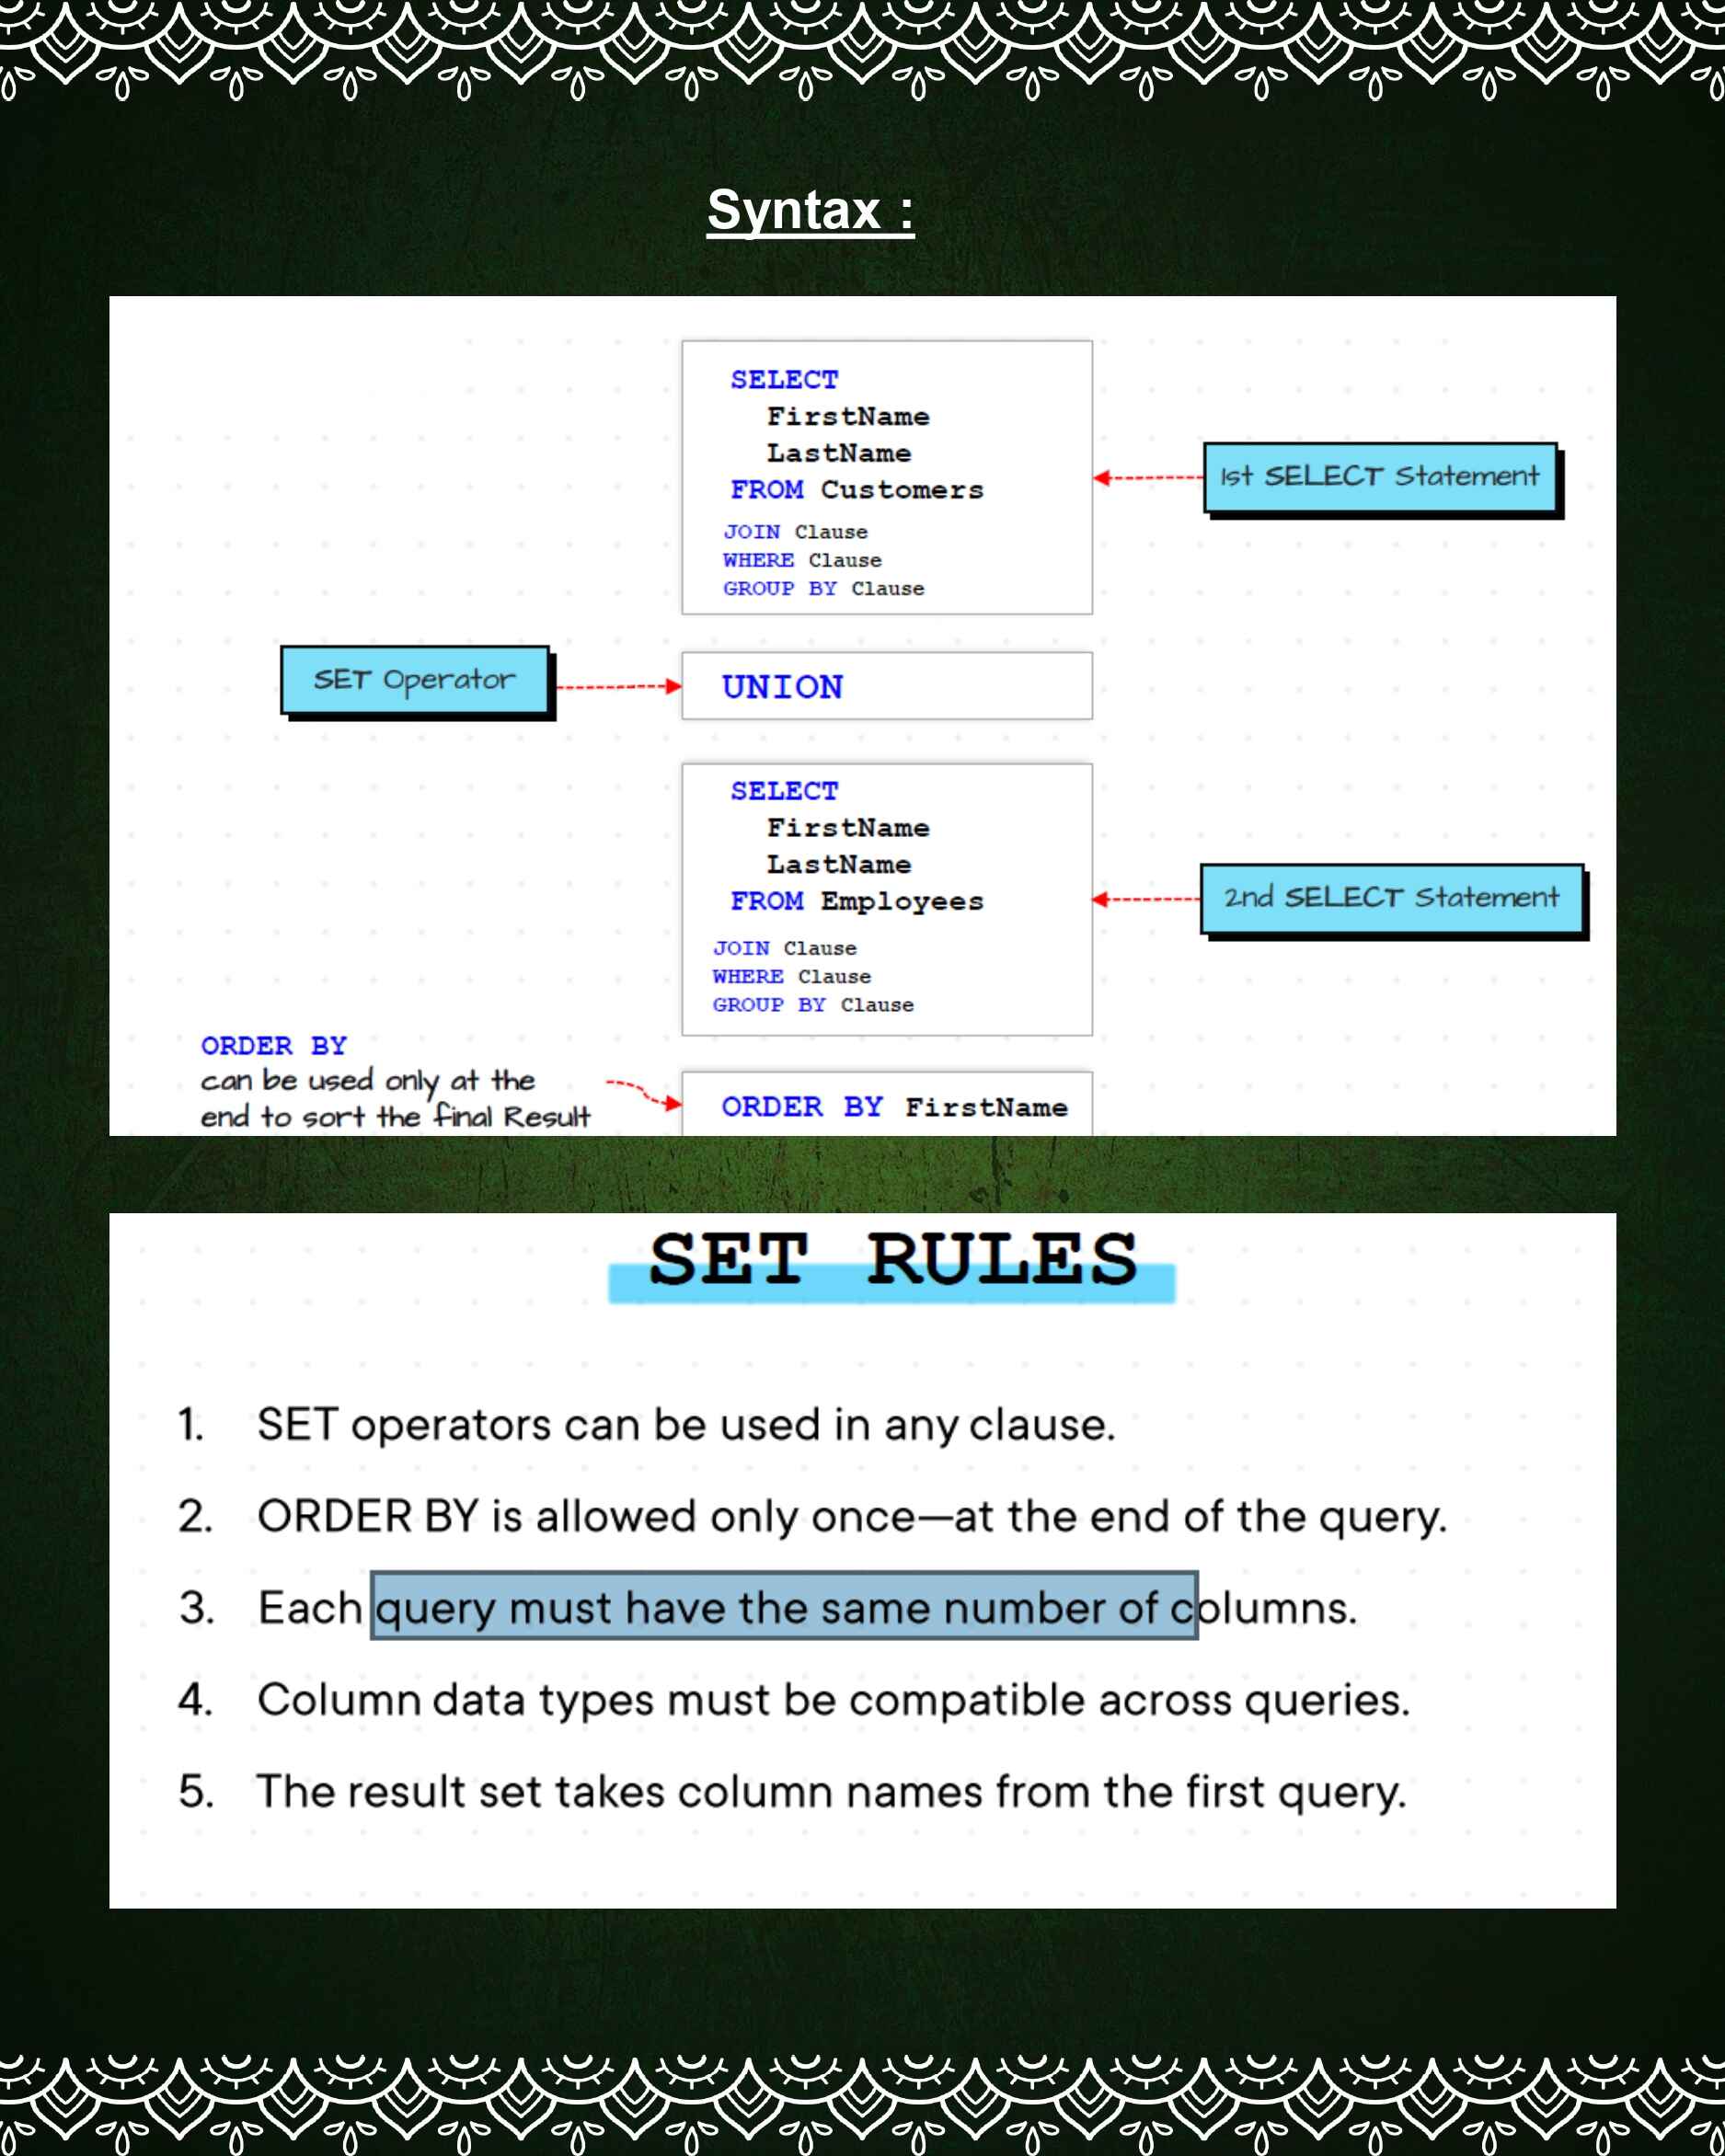 Syntax :
SELECT
FirstName
LastName
FROM Customers
JOIN Clause
WHERE Clause
GROUP BY Clause
1st SELECT Statement
SET Operator
UNION
SELECT
FirstName
LastName
FROM Employees
JOIN Clause
WHERE Clause
GROUP BY Clause
2nd SELECT Statement
ORDER BY
can be used only at the
end to sort the final Result
ORDER BY FirstName
SET RULES
1. SET operators can be used in any clause.
2. ORDER BY is allowed only once—at the end of the query.
3. Each query must have the same number of columns.
4. Column data types must be compatible across queries.
5. The result set takes column names from the first query.